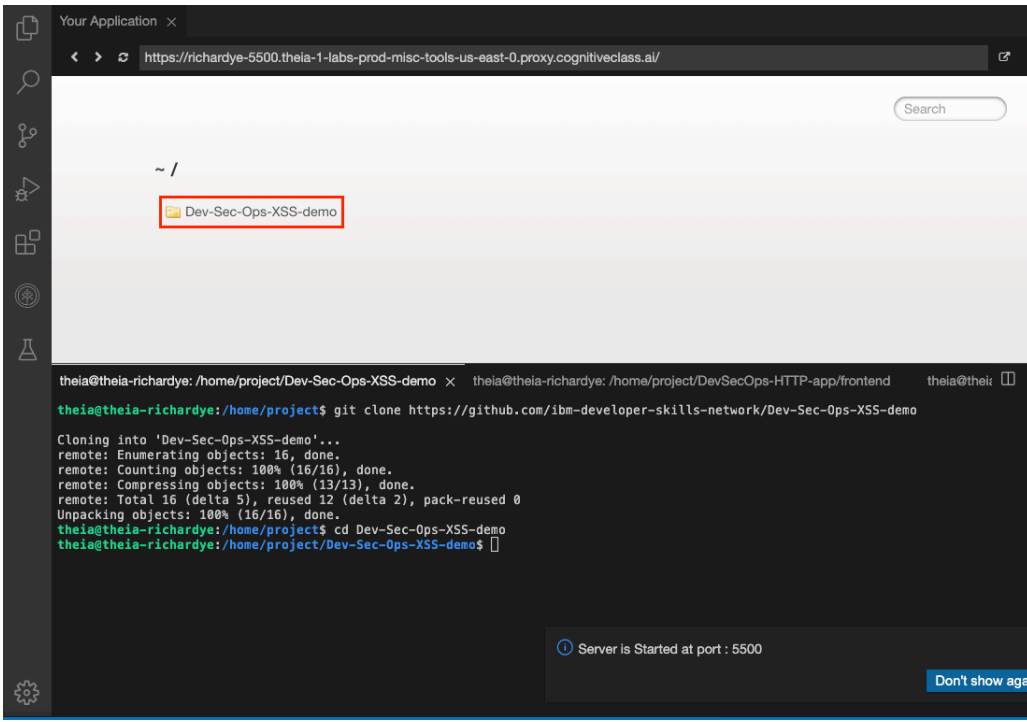 Your Application
https://richardye-5500.theia-1-labs-prod-misc-tools-us-east-0.proxy.cognitiveclass.ai/
Search
~ /
Dev-Sec-Ops-XSS-demo
theia@theia-richardye: /home/project/Dev-Sec-Ops-XSS-demo theia@theia-richardye: /home/project/DevSecOps-HTTP-app/frontend theia@theia
theia@theia-richardye:/home/project$ git clone https://github.com/ibm-developer-skills-network/Dev-Sec-Ops-XSS-demo
Cloning into 'Dev-Sec-Ops-XSS-demo'...
remote: Enumerating objects: 16, done.
remote: Counting objects: 100% (16/16), done.
remote: Compressing objects: 100% (13/13), done.
remote: Total 16 (delta 5), reused 12 (delta 2), pack-reused 0
Unpacking objects: 100% (16/16), done.
theia@theia-richardye:/home/project$ cd Dev-Sec-Ops-XSS-demo
theia@theia-richardye:/home/project/Dev-Sec-Ops-XSS-demo$
Server is Started at port : 5500
Don't show aga